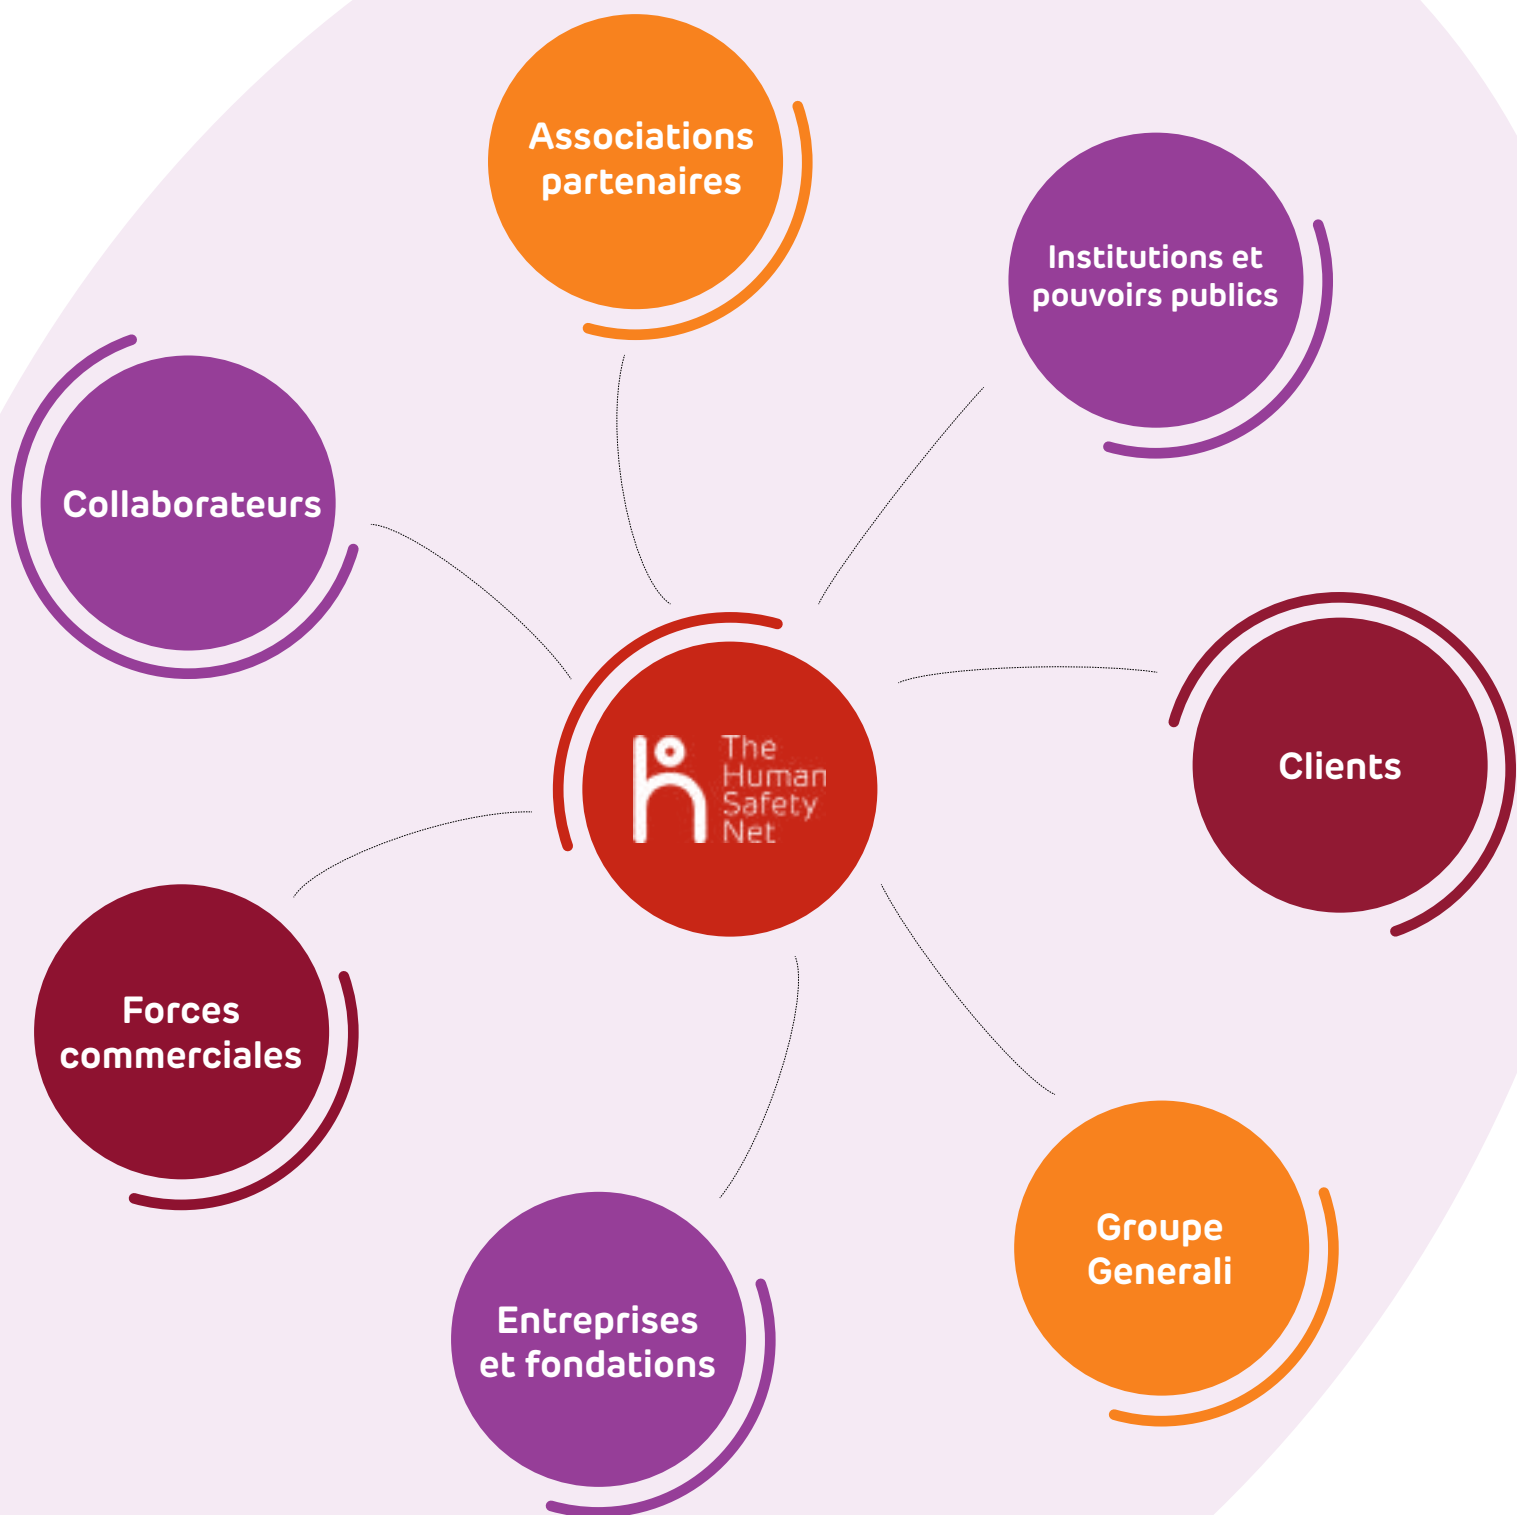 Associations
partenaires
Institutions et
pouvoirs publics
Collaborateurs
The
Human
Safety
Net
Clients
Forces
commerciales
Groupe
Generali
Entreprises
et fondations